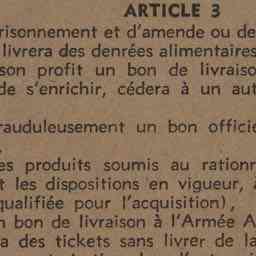 ARTICLE 3
risonnement et d'amende ou de
livrera des denrées alimentaires
son profit un bon de livraiso
de s'enrichir, cédera à un aut
rauduleusement un bon officie
es produits soumis au rationr
t les dispositions en vigueur, à
qualifiée pour l'acquisition),
n bon de livraison à l'Armée A
a des tickets sans livrer de la